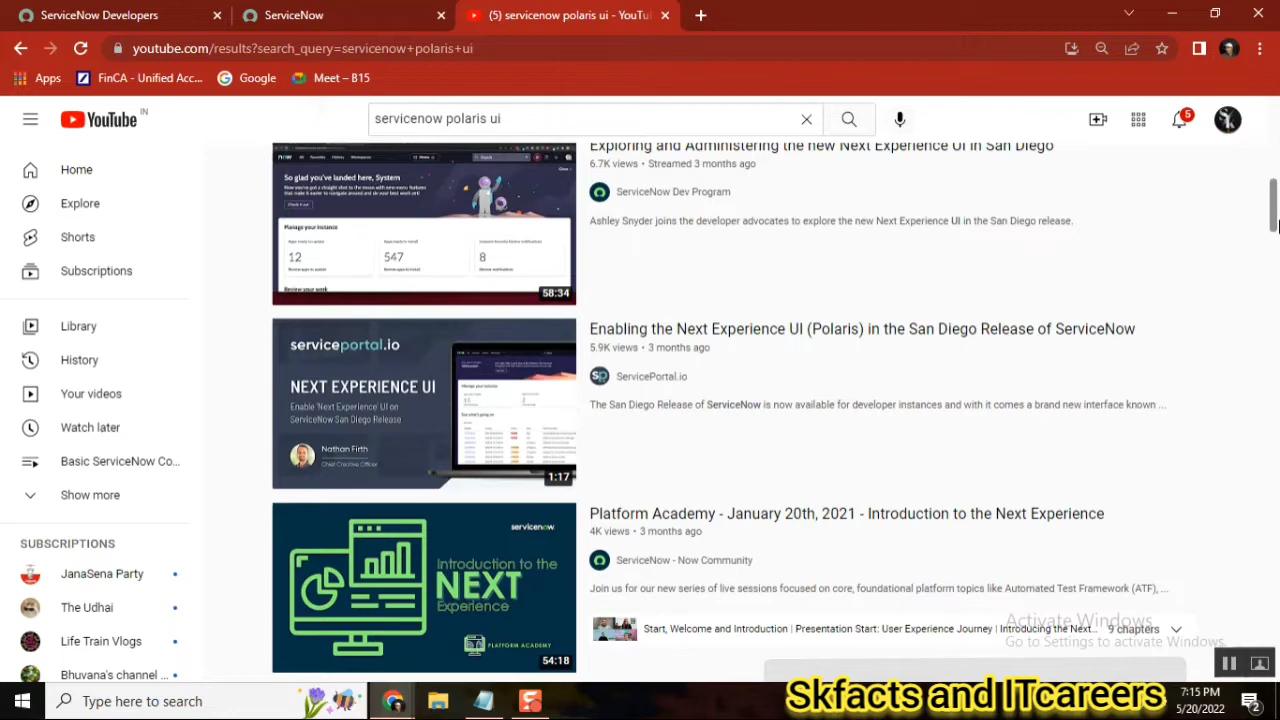 ServiceNow Developers
ServiceNow
(5) servicenow polaris ui - YouTu
youtube.com/results?search_query=servicenow+polaris+ui
Apps
FinCA - Unified Acc...
Google
Meet – B15
YouTube IN
servicenow polaris ui
5
Home
Explore
Shorts
Subscriptions
Library
History
Your videos
Watch later
Basic ServiceNow Co...
Show more
SUBSCRIPTIONS
JanaSena Party
The Udhai
Life Train Vlogs
Bhuvana's channel ...
So glad you've landed here, System
Manage your instance
12
547
8
Review your week
58:34
Exploring and Administering the new Next Experience UI in San Diego
6.7K views • Streamed 3 months ago
ServiceNow Dev Program
Ashley Snyder joins the developer advocates to explore the new Next Experience UI in the San Diego release.
serviceportal.io
NEXT EXPERIENCE UI
Enable 'Next Experience' UI on
ServiceNow San Diego Release
Nathan Firth
Chief Creative Officer
Manage your instance
1:17
Enabling the Next Experience UI (Polaris) in the San Diego Release of ServiceNow
5.9K views • 3 months ago
sp
ServicePortal.io
The San Diego Release of ServiceNow is now available for developer instances and with it comes a brand new interface known ...
servicenow
Introduction to the
NEXT
Experience
PLATFORM ACADEMY
54:18
Platform Academy - January 20th, 2021 - Introduction to the Next Experience
4K views • 3 months ago
ServiceNow - Now Community
Join us for our new series of live sessions focused on core, foundational platform topics like Automated Test Framework (ATF), ...
Start, Welcome and Introduction | Presentation Start: User Experience Journey | Introducing the Next...
9 chapters
Activate Windows
Go to Settings to activate Windows.
Type here to search
Skfacts and ITcareers
7:15 PM
5/20/2022
2